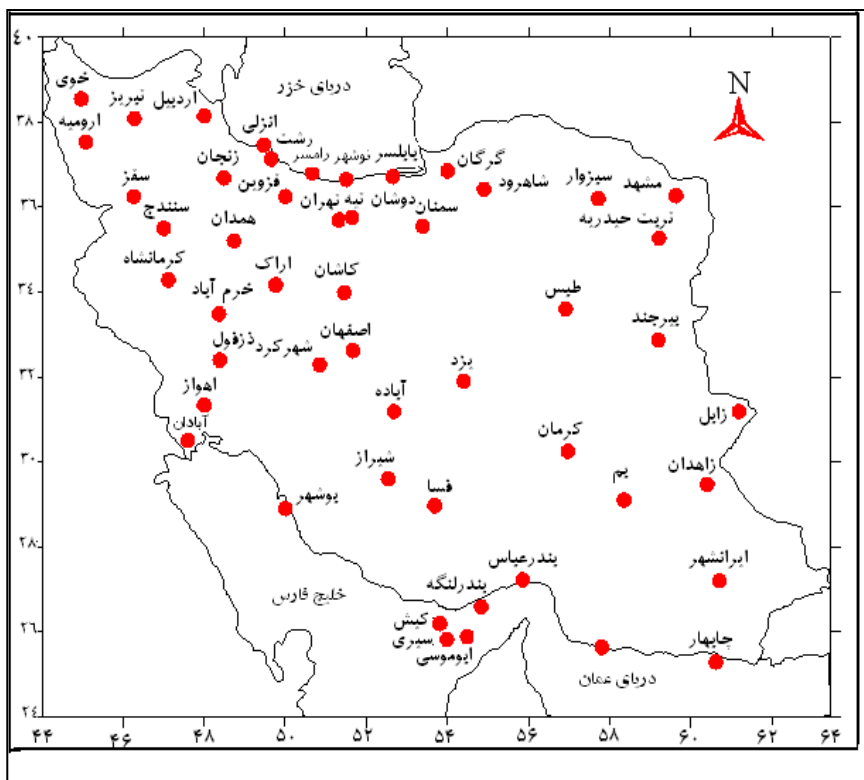 ۴۰
دریای خزر
N
خوی
تبریز
اردبیل
انزلی
۳۸
ارومیه
رشت
رامسر
نوشهر
بابلسر
گرگان
زنجان
قزوین
شاهرود
سبزوار
مشهد
سقز
۳۶
سنندج
همدان
تهران
دوشان تپه
سمنان
تربت حیدریه
کرمانشاه
اراک
کاشان
۳۴
خرم آباد
طبس
بیرجند
دزفول
شهرکرد
اصفهان
۳۲
یزد
اهواز
آباده
زابل
آبادان
کرمان
۳۰
شیراز
زاهدان
فسا
بم
بوشهر
۲۸
بندرعباس
ایرانشهر
خلیج فارس
بندرلنگه
کیش
۲۶
سیری
ابوموسی
چابهار
دریای عمان
۲۴
۴۴ ۴۶ ۴۸ ۵۰ ۵۲ ۵۴ ۵۶ ۵۸ ۶۰ ۶۲ ۶۴